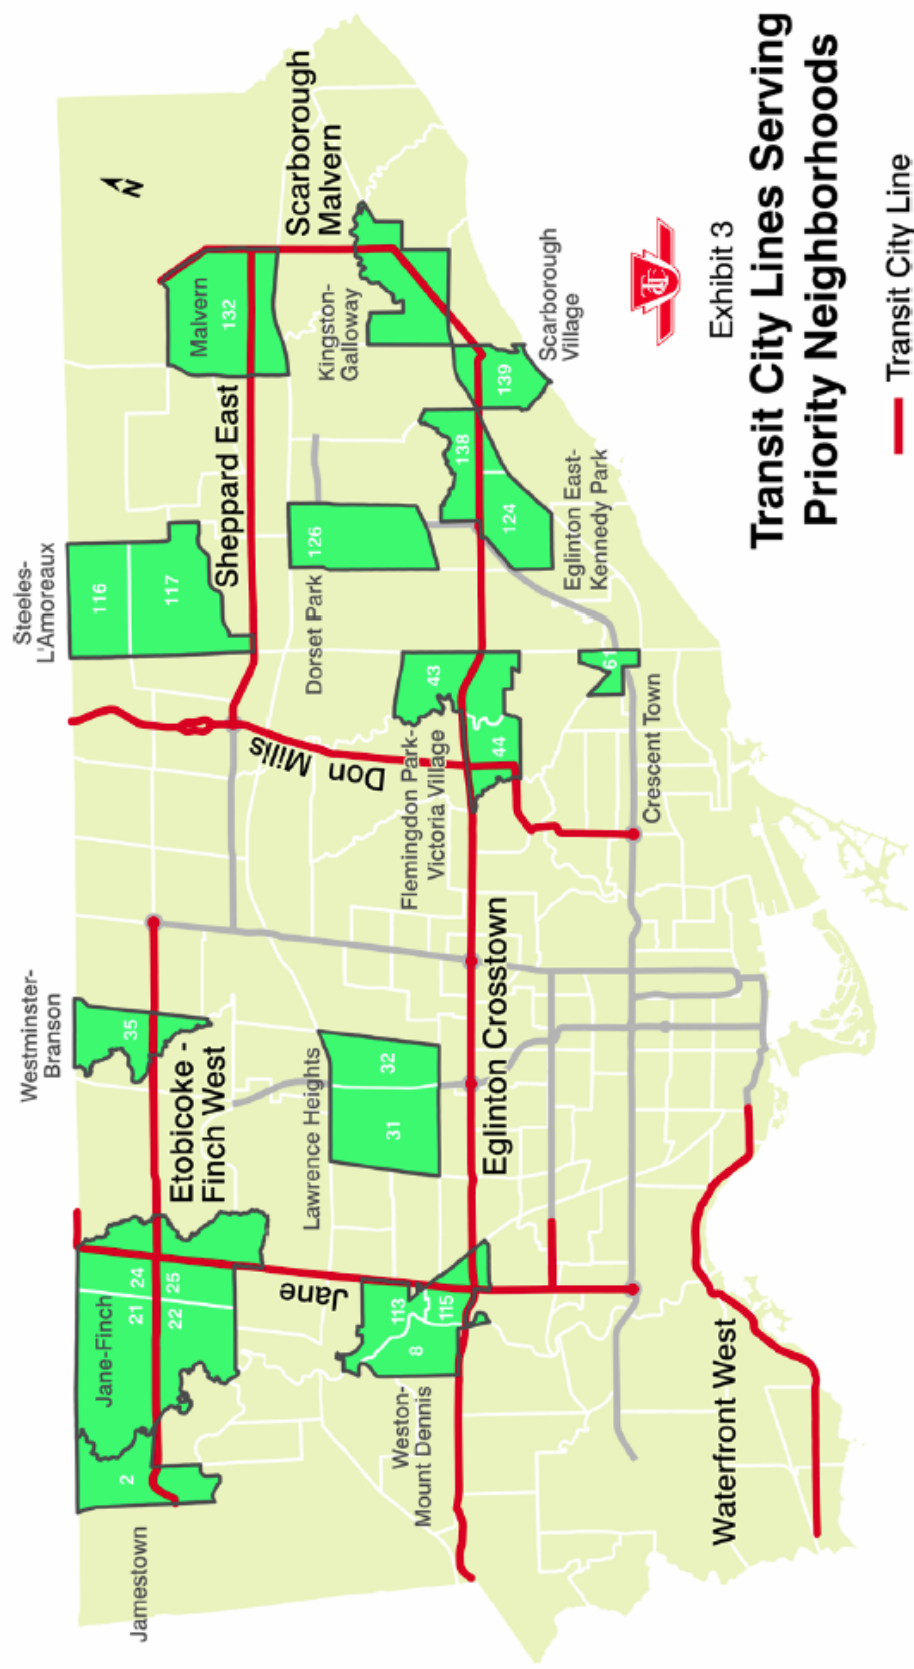 Steeles-
L'Amoreaux
116
117
Westminster-
Branson
35
Jane-Finch
21
24
22
25
2
Jamestown
Etobicoke -
Finch West
Don Mills
Sheppard East
Malvern
132
Scarborough
Malvern
N
Lawrence Heights
31
32
Dorset Park
126
Kingston-
Galloway
Jane
113
115
8
Weston-
Mount Dennis
Flemingdon Park-
Victoria Village
43
44
Eglinton Crosstown
138
124
139
Scarborough
Village
Eglinton East-
Kennedy Park
61
Crescent Town
Waterfront West
TTC
Exhibit 3
Transit City Lines Serving
Priority Neighborhoods
Transit City Line